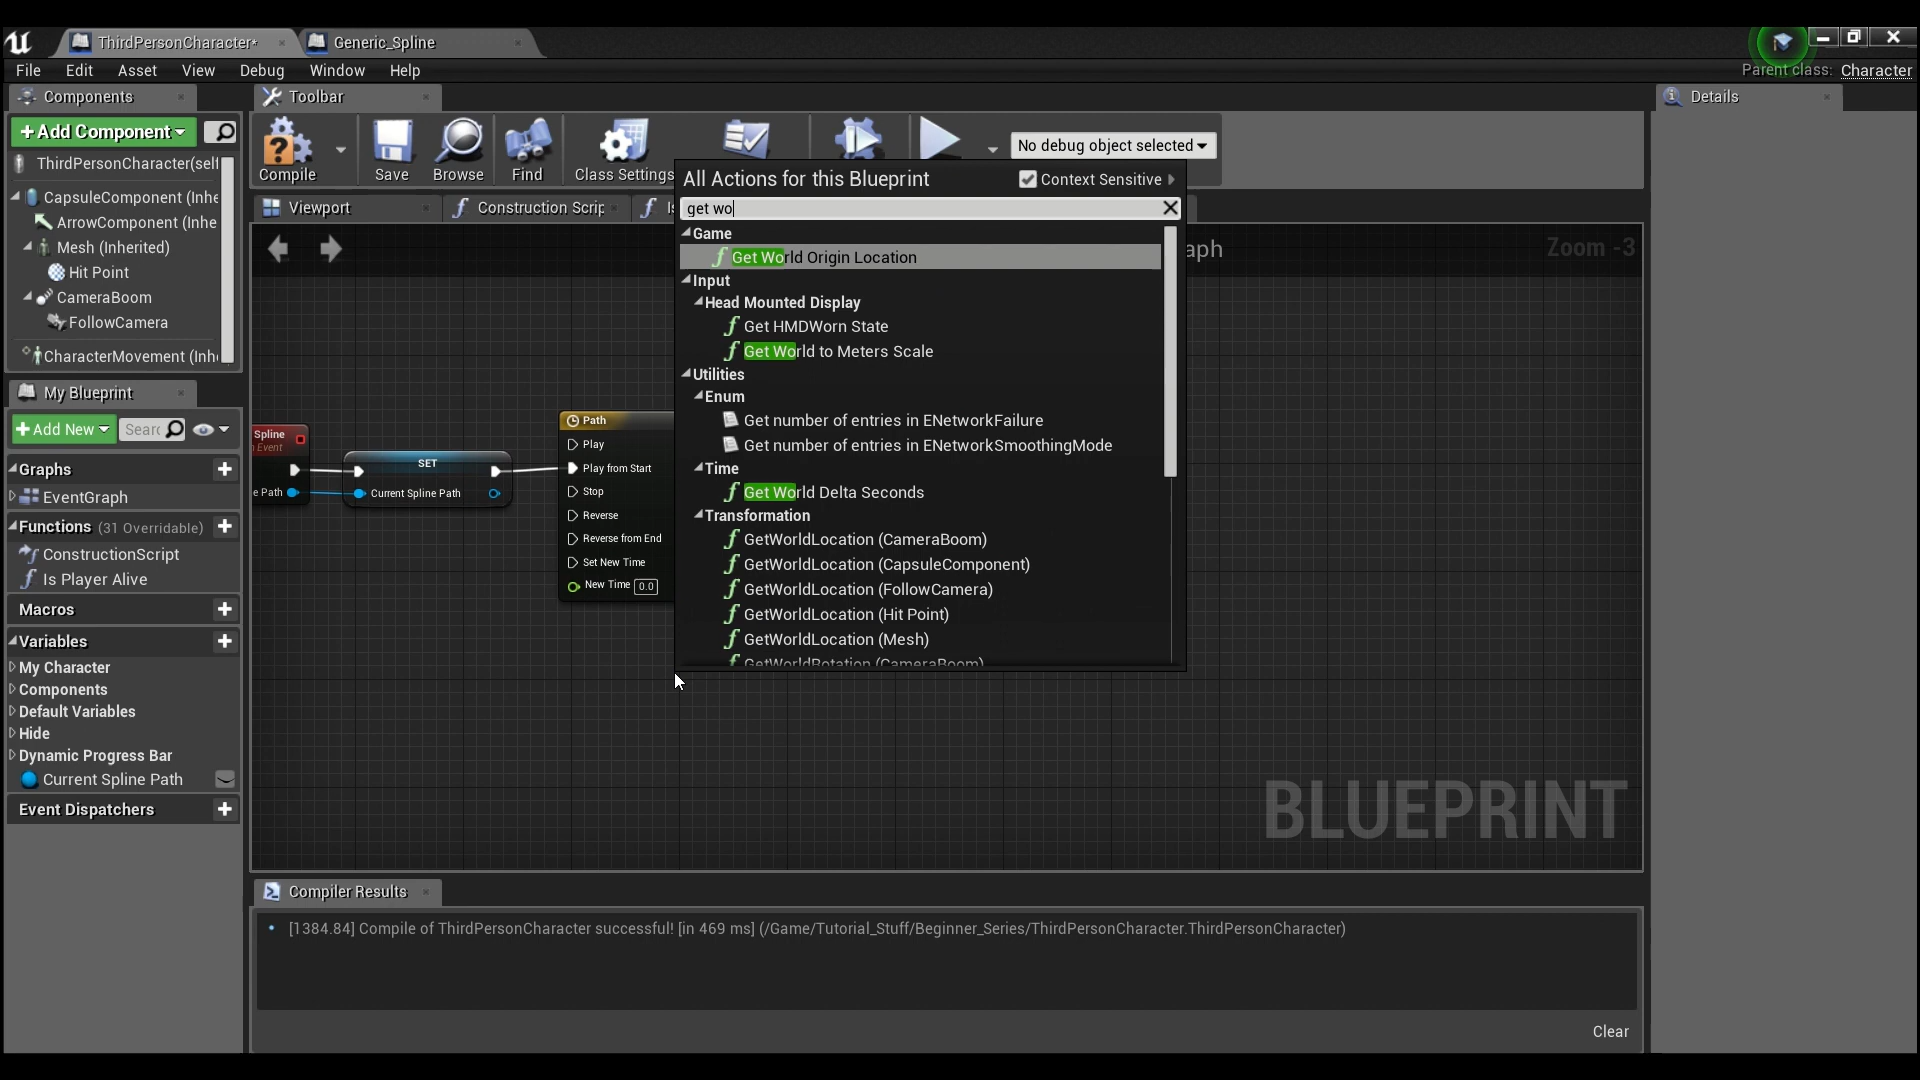 ThirdPersonCharacter*
Generic_Spline
File Edit Asset View Debug Window Help
Parent class: Character
Components
Toolbar
Details
+Add Component
Compile
Save
Browse
Find
Class Settings
No debug object selected
ThirdPersonCharacter(self
CapsuleComponent (Inhe
ArrowComponent (Inhe
Mesh (Inherited)
Hit Point
CameraBoom
FollowCamera
CharacterMovement (Inhe
Viewport
Construction Scrip
aph
Zoom -3
All Actions for this Blueprint
Context Sensitive
get wo
Game
Get World Origin Location
Input
Head Mounted Display
Get HMDWorn State
Get World to Meters Scale
Utilities
Enum
Get number of entries in ENetworkFailure
Get number of entries in ENetworkSmoothingMode
Time
Get World Delta Seconds
Transformation
GetWorldLocation (CameraBoom)
GetWorldLocation (CapsuleComponent)
GetWorldLocation (FollowCamera)
GetWorldLocation (Hit Point)
GetWorldLocation (Mesh)
GetWorldRotation (CameraBoom)
My Blueprint
+Add New
Searc
Graphs
EventGraph
Functions (31 Overridable)
ConstructionScript
Is Player Alive
Macros
Variables
My Character
Components
Default Variables
Hide
Dynamic Progress Bar
Current Spline Path
Event Dispatchers
Spline
n Event
e Path
SET
Current Spline Path
Path
Play
Play from Start
Stop
Reverse
Reverse from End
Set New Time
New Time 0.0
BLUEPRINT
Compiler Results
[1384.84] Compile of ThirdPersonCharacter successful! [in 469 ms] (/Game/Tutorial_Stuff/Beginner_Series/ThirdPersonCharacter.ThirdPersonCharacter)
Clear